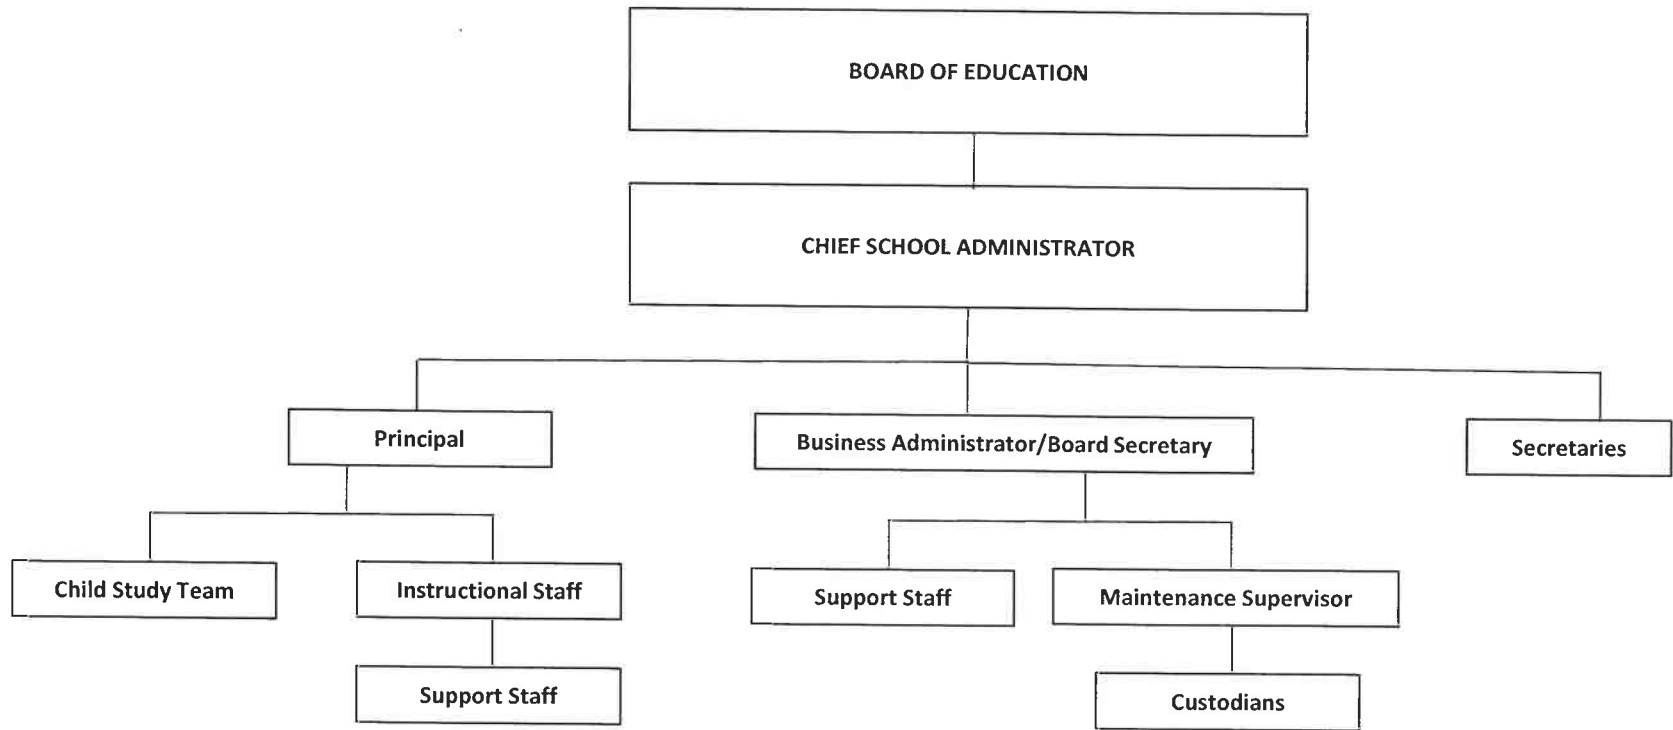 BOARD OF EDUCATION
CHIEF SCHOOL ADMINISTRATOR
Principal
Business Administrator/Board Secretary
Secretaries
Child Study Team
Instructional Staff
Support Staff
Maintenance Supervisor
Support Staff
Custodians